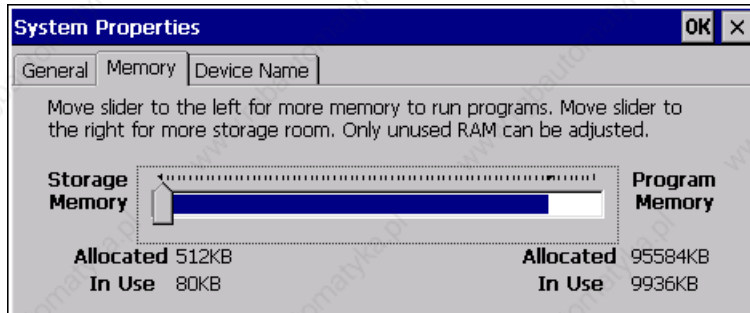 System Properties OK ×
General Memory Device Name
Move slider to the left for more memory to run programs. Move slider to
the right for more storage room. Only unused RAM can be adjusted.
Storage Program
Memory Memory
Allocated 512KB Allocated 95584KB
In Use 80KB In Use 9936KB